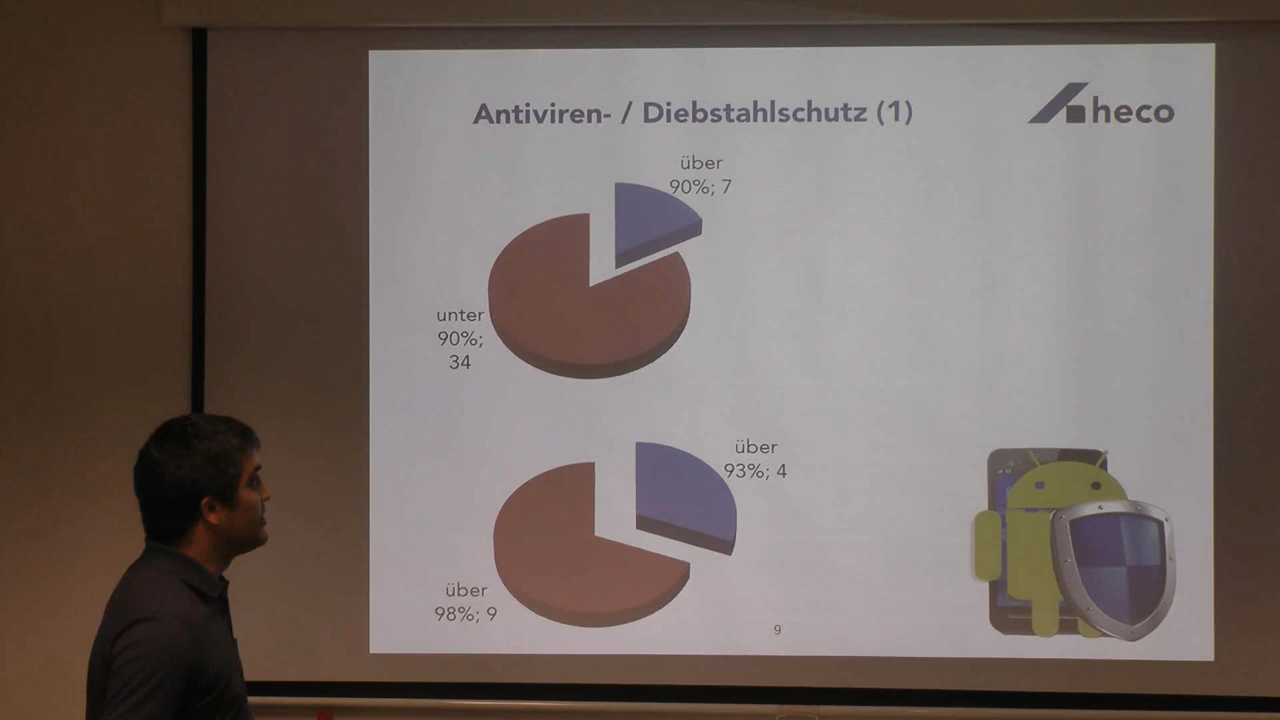 Antiviren- / Diebstahlschutz (1)
heco
über
90%; 7
unter
90%;
34
über
93%; 4
über
98%; 9
9